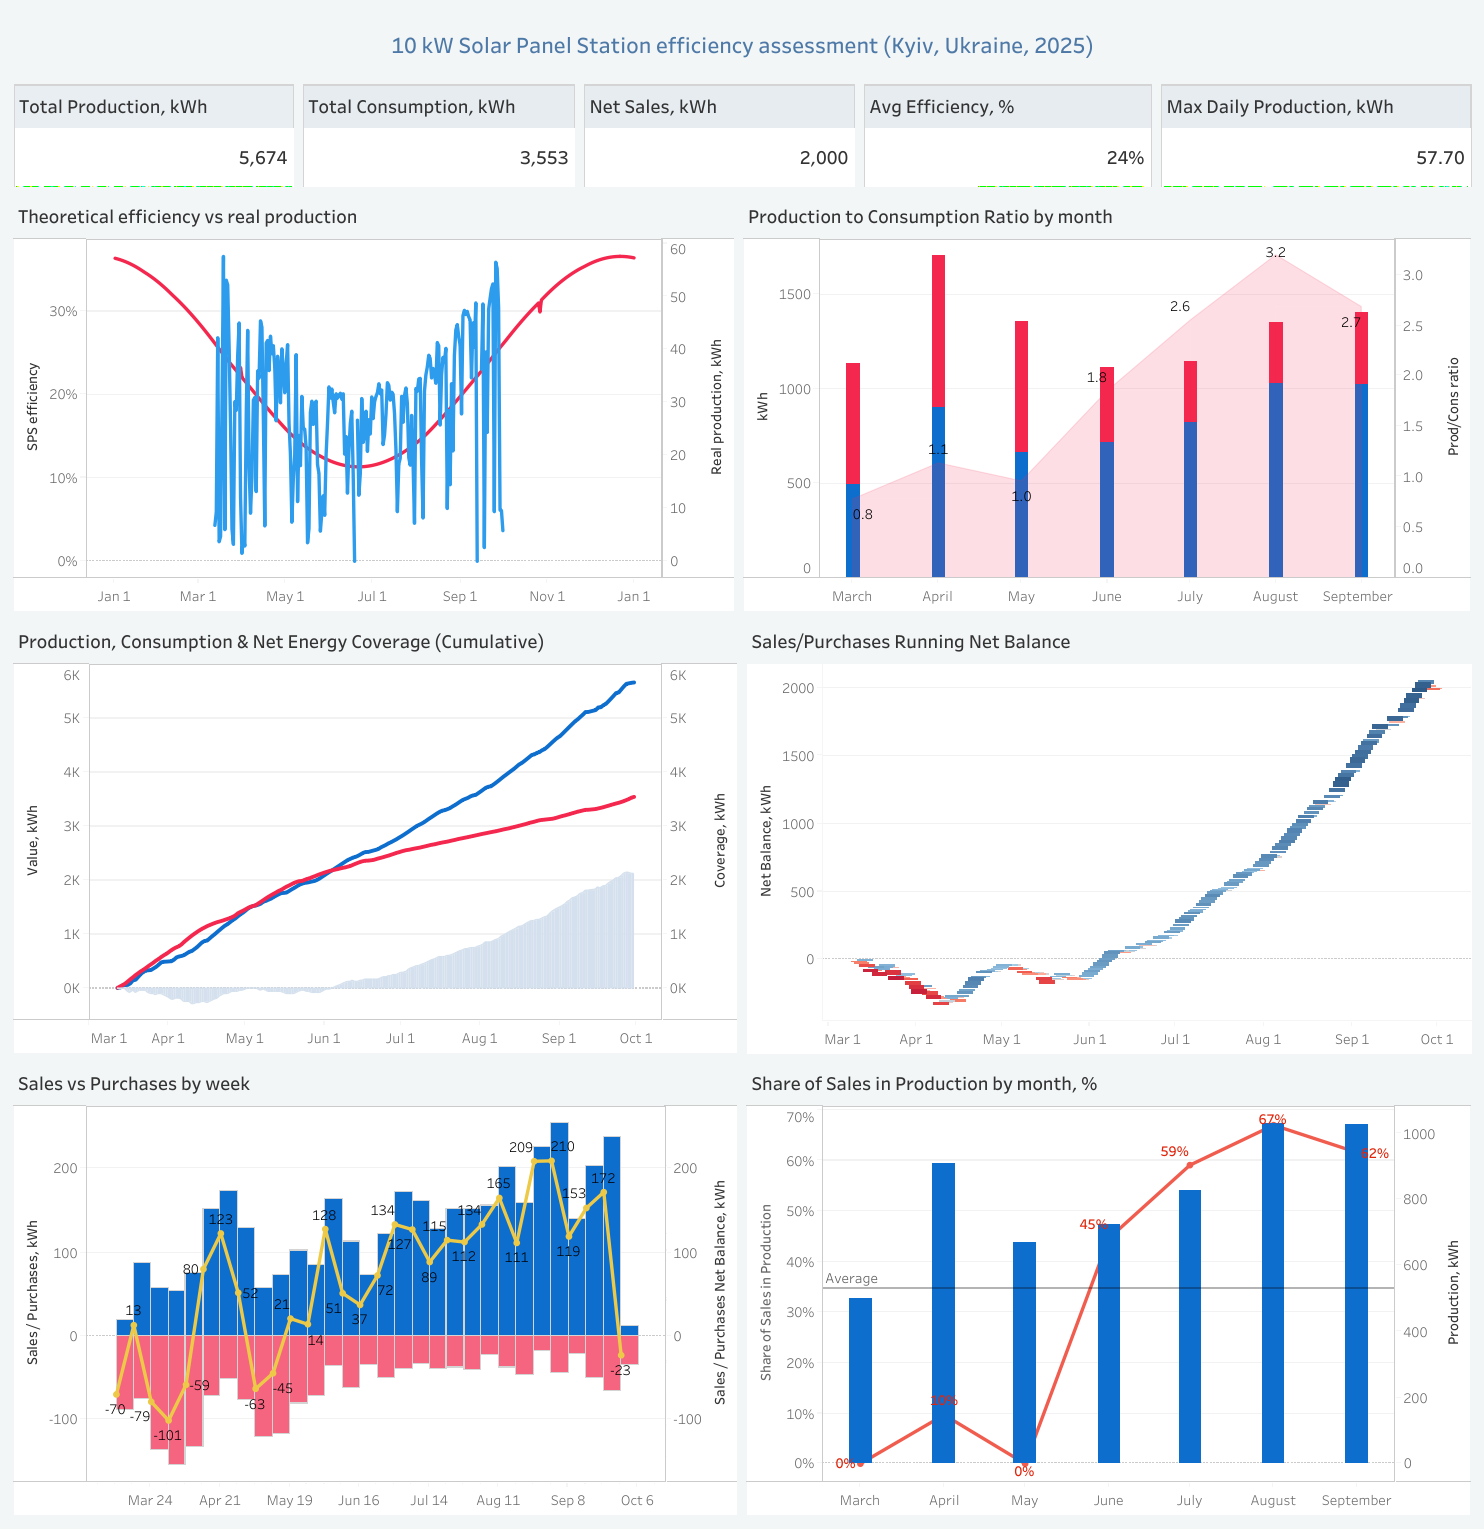 10 kW Solar Panel Station efficiency assessment (Kyiv, Ukraine, 2025)
Total Production, kWh
Total Consumption, kWh
Net Sales, kWh
Avg Efficiency, %
Max Daily Production, kWh
5,674
3,553
2,000
24%
57.70
Theoretical efficiency vs real production
SPS efficiency
30%
20%
10%
0%
60
50
40
30
20
10
0
Real production, kWh
Jan 1
Mar 1
May 1
Jul 1
Sep 1
Nov 1
Jan 1
Production to Consumption Ratio by month
kWh
1500
1000
500
0
0.8
1.1
1.0
1.8
2.6
3.2
2.7
3.0
2.5
2.0
1.5
1.0
0.5
0.0
Prod/Cons ratio
March
April
May
June
July
August
September
Production, Consumption & Net Energy Coverage (Cumulative)
Value, kWh
6K
5K
4K
3K
2K
1K
0K
6K
5K
4K
3K
2K
1K
0K
Coverage, kWh
Mar 1
Apr 1
May 1
Jun 1
Jul 1
Aug 1
Sep 1
Oct 1
Sales/Purchases Running Net Balance
Net Balance, kWh
2000
1500
1000
500
0
Mar 1
Apr 1
May 1
Jun 1
Jul 1
Aug 1
Sep 1
Oct 1
Sales vs Purchases by week
Sales/ Purchases, kWh
200
100
0
-100
-70
13
-79
-101
-59
80
123
52
-63
-45
21
14
128
51
37
72
134
127
89
115
112
134
165
111
209
210
119
153
172
-23
200
100
0
-100
Sales / Purchases Net Balance, kWh
Mar 24
Apr 21
May 19
Jun 16
Jul 14
Aug 11
Sep 8
Oct 6
Share of Sales in Production by month, %
Share of Sales in Production
70%
60%
50%
40%
30%
20%
10%
0%
Average
0%
10%
0%
45%
59%
67%
62%
1000
800
600
400
200
0
Production, kWh
March
April
May
June
July
August
September